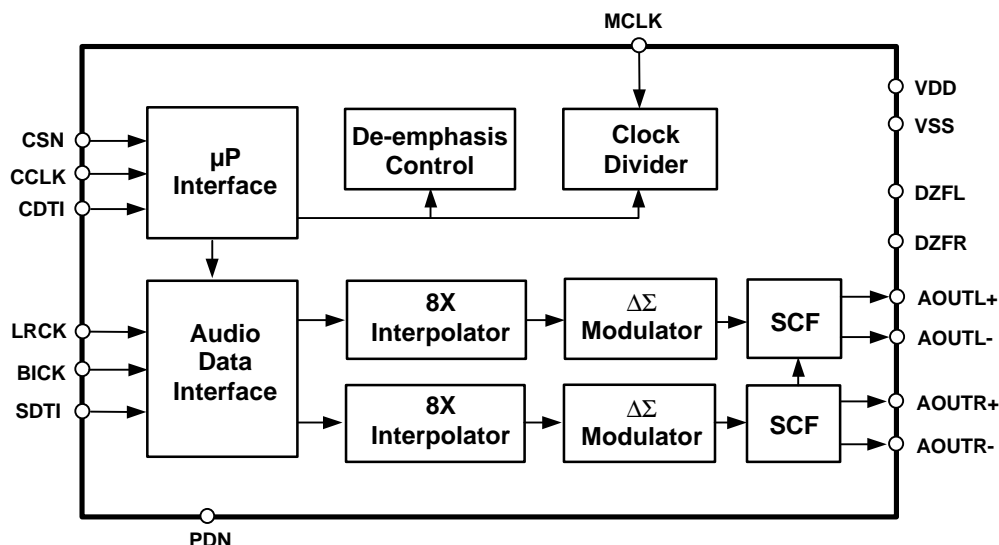 MCLK
VDD
VSS
DZFL
DZFR
CSN
CCLK
CDTI
µP
Interface
De-emphasis
Control
Clock
Divider
LRCK
BICK
SDTI
Audio
Data
Interface
8X
Interpolator
ΔΣ
Modulator
SCF
AOUTL+
AOUTL-
8X
Interpolator
ΔΣ
Modulator
SCF
AOUTR+
AOUTR-
PDN